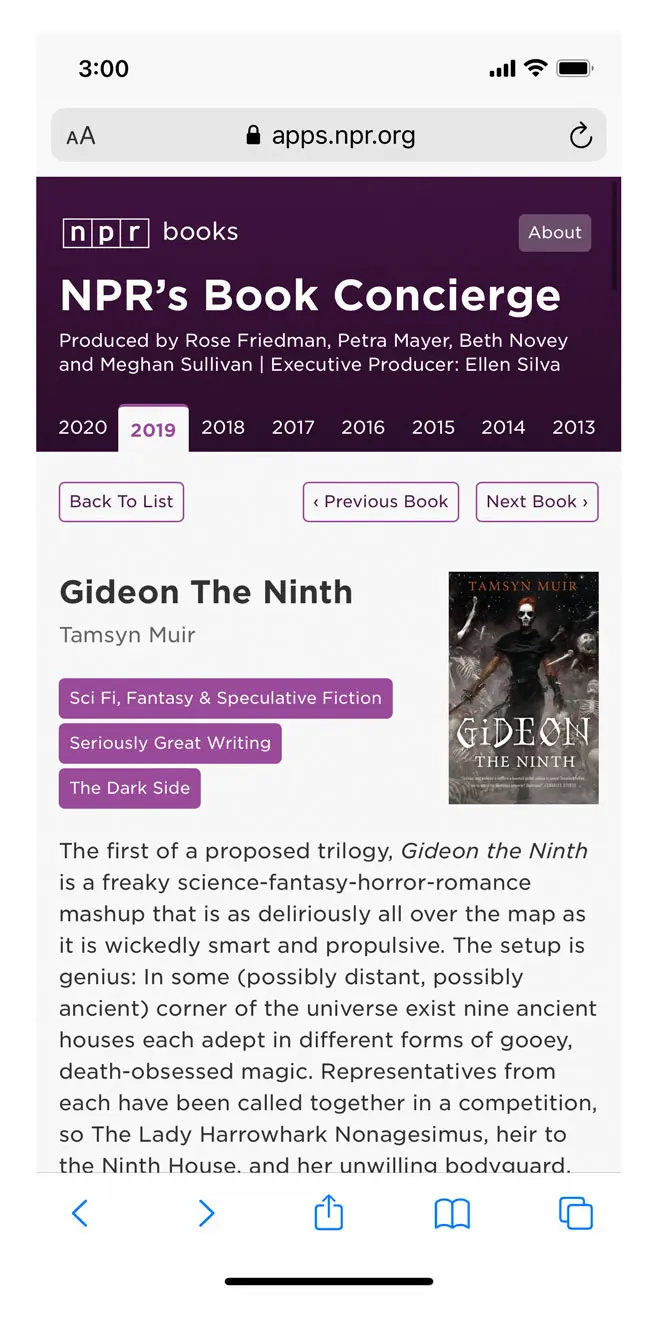 3:00
AA apps.npr.org
npr books
About
NPR’s Book Concierge
Produced by Rose Friedman, Petra Mayer, Beth Novey
and Meghan Sullivan | Executive Producer: Ellen Silva
2020 2019 2018 2017 2016 2015 2014 2013
Back To List ‹ Previous Book Next Book ›
Gideon The Ninth
Tamsyn Muir
Sci Fi, Fantasy & Speculative Fiction
Seriously Great Writing
The Dark Side
TAMSYN MUIR
GIDEON
THE NINTH
The first of a proposed trilogy, Gideon the Ninth
is a freaky science-fantasy-horror-romance
mashup that is as deliriously all over the map as
it is wickedly smart and propulsive. The setup is
genius: In some (possibly distant, possibly
ancient) corner of the universe exist nine ancient
houses each adept in different forms of gooey,
death-obsessed magic. Representatives from
each have been called together in a competition,
so The Lady Harrowhark Nonagesimus, heir to
the Ninth House, and her unwilling bodyguard,